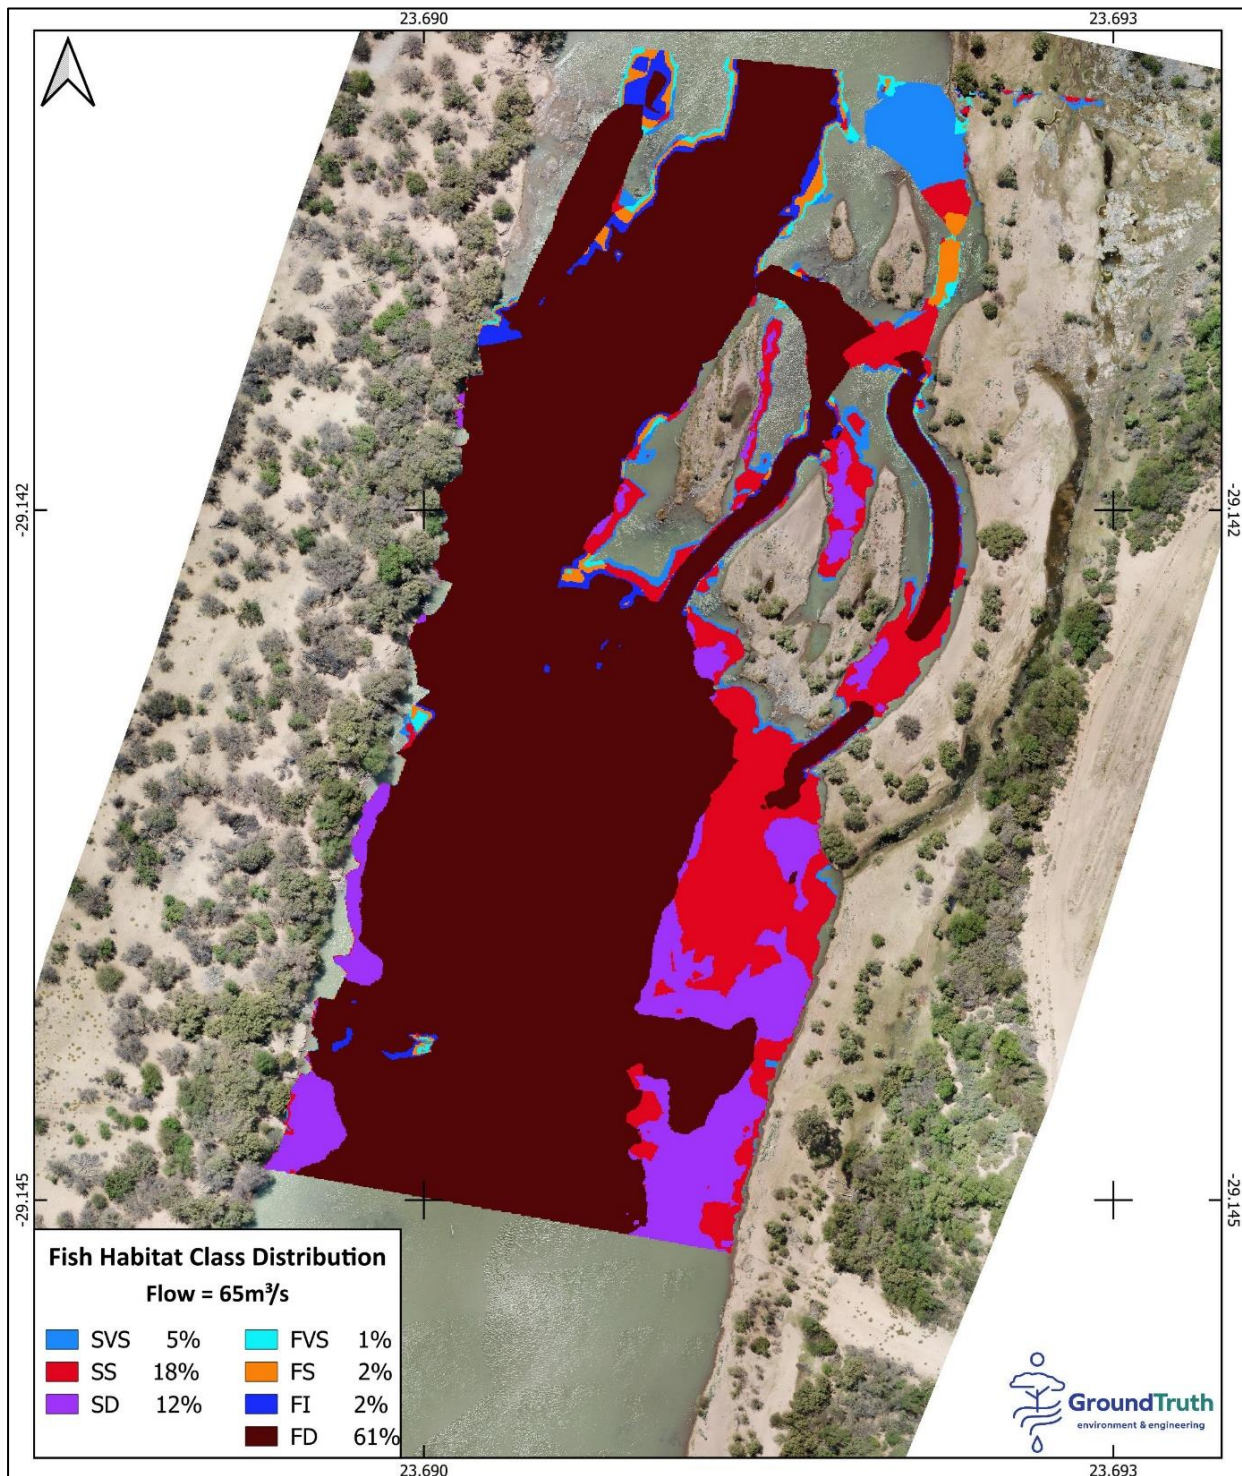 23.690
23.693
-29.142
-29.142
-29.145
-29.145
Fish Habitat Class Distribution
Flow = 65m³/s
SVS 5%
FVS 1%
SS 18%
FS 2%
SD 12%
FI 2%
FD 61%
GroundTruth
environment & engineering
23.690
23.693